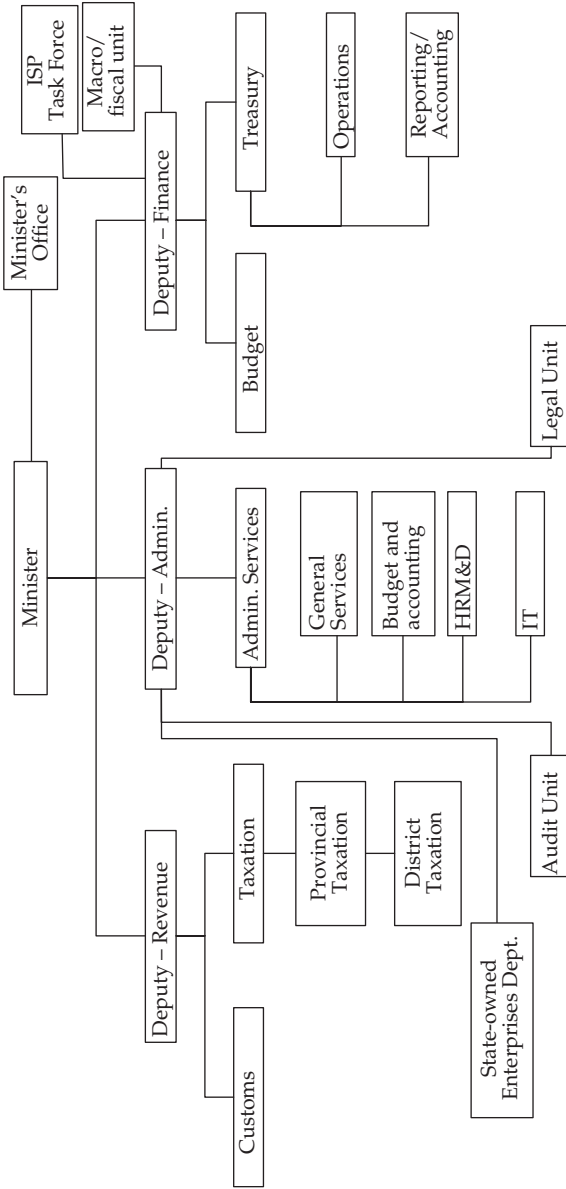 Minister
Minister's
Office
ISP
Task Force
Macro/
fiscal unit
Deputy – Revenue
Deputy – Admin.
Deputy – Finance
Customs
Taxation
Provincial
Taxation
District
Taxation
Admin. Services
General
Services
Budget and
accounting
HRM&D
IT
Budget
Treasury
Operations
Reporting/
Accounting
State-owned
Enterprises Dept.
Audit Unit
Legal Unit